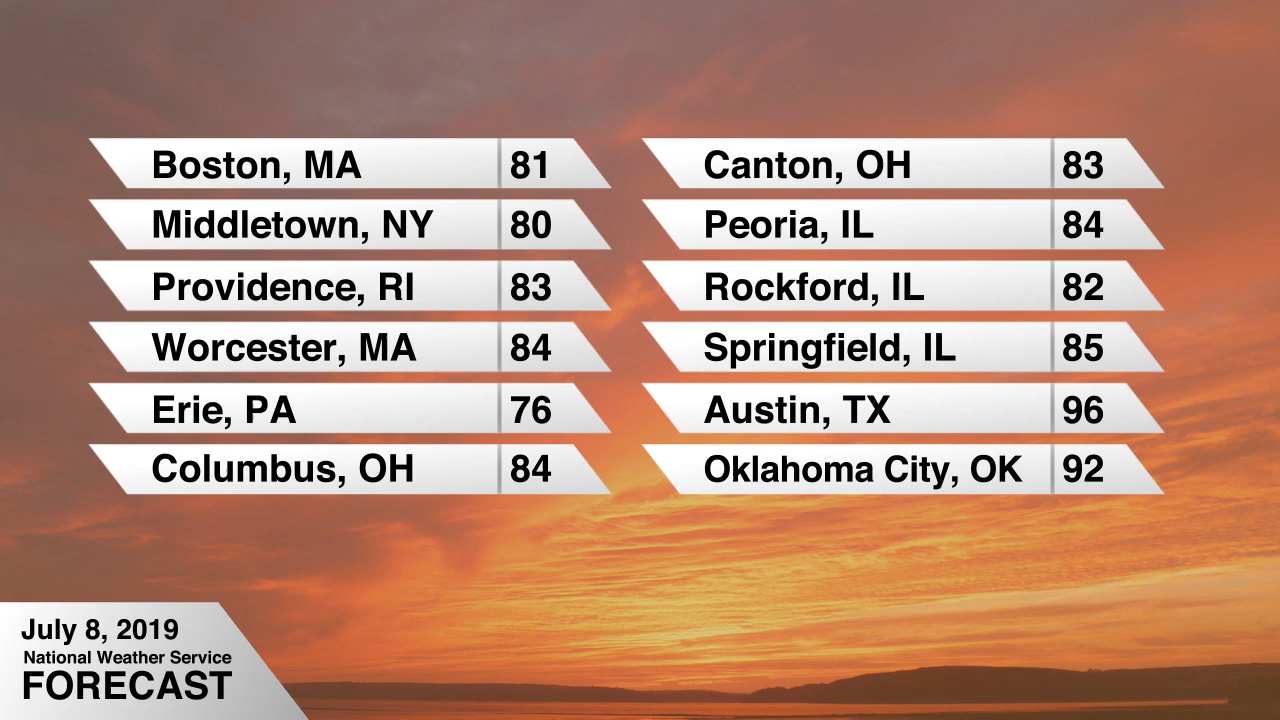 Boston, MA 81
Middletown, NY 80
Providence, RI 83
Worcester, MA 84
Erie, PA 76
Columbus, OH 84
Canton, OH 83
Peoria, IL 84
Rockford, IL 82
Springfield, IL 85
Austin, TX 96
Oklahoma City, OK 92
July 8, 2019
National Weather Service
FORECAST